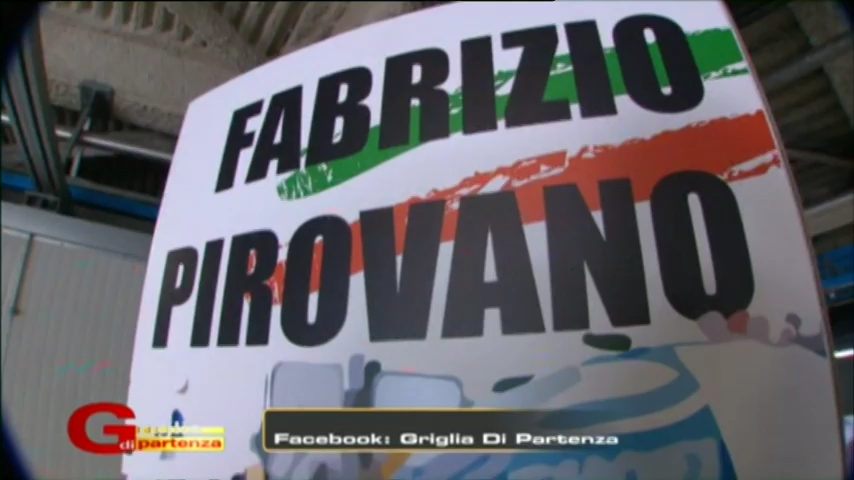 FABRIZIO
PIROVANO
G
di partenza
Facebook: Griglia Di Partenza